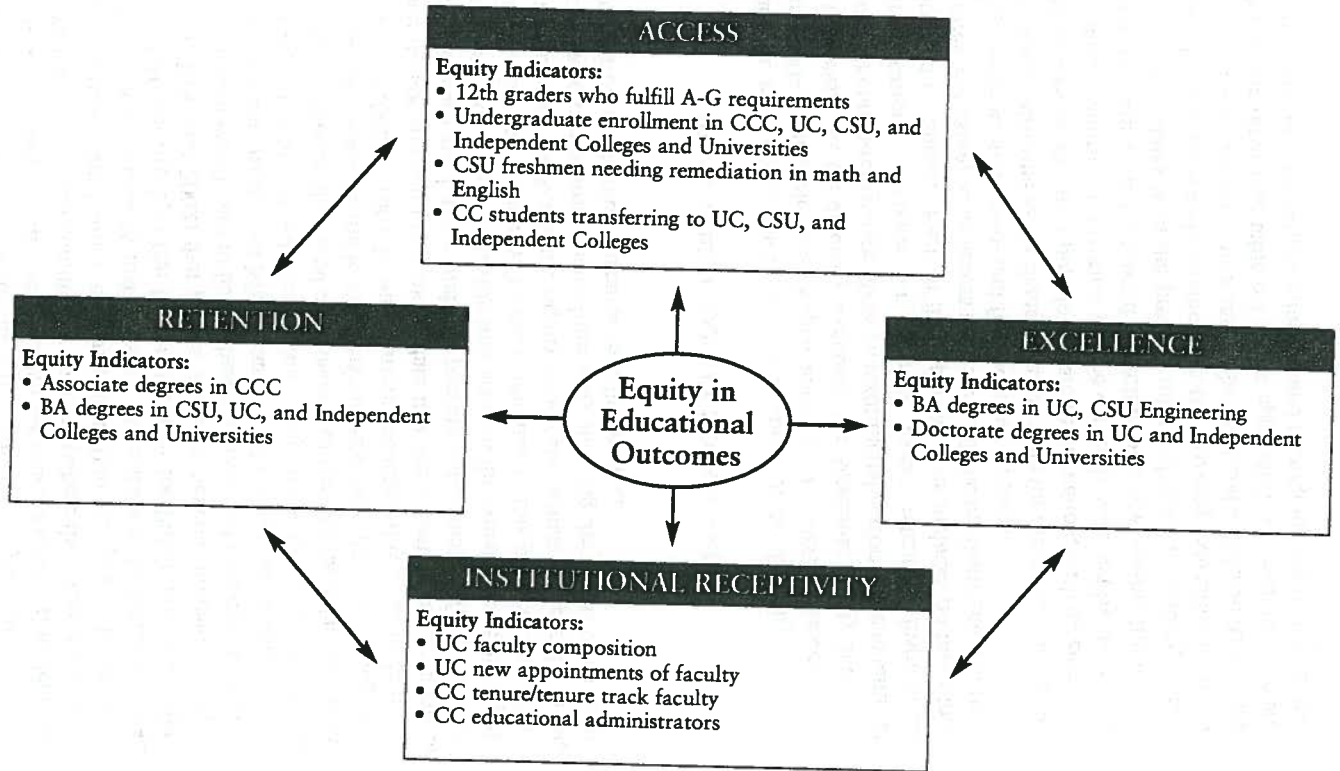 ACCESS
Equity Indicators:
• 12th graders who fulfill A-G requirements
• Undergraduate enrollment in CCC, UC, CSU, and
Independent Colleges and Universities
• CSU freshmen needing remediation in math and
English
• CC students transferring to UC, CSU, and
Independent Colleges
RETENTION
Equity Indicators:
• Associate degrees in CCC
• BA degrees in CSU, UC, and Independent
Colleges and Universities
Equity in
Educational
Outcomes
EXCELLENCE
Equity Indicators:
• BA degrees in UC, CSU Engineering
• Doctorate degrees in UC and Independent
Colleges and Universities
INSTITUTIONAL RECEPTIVITY
Equity Indicators:
• UC faculty composition
• UC new appointments of faculty
• CC tenure/tenure track faculty
• CC educational administrators